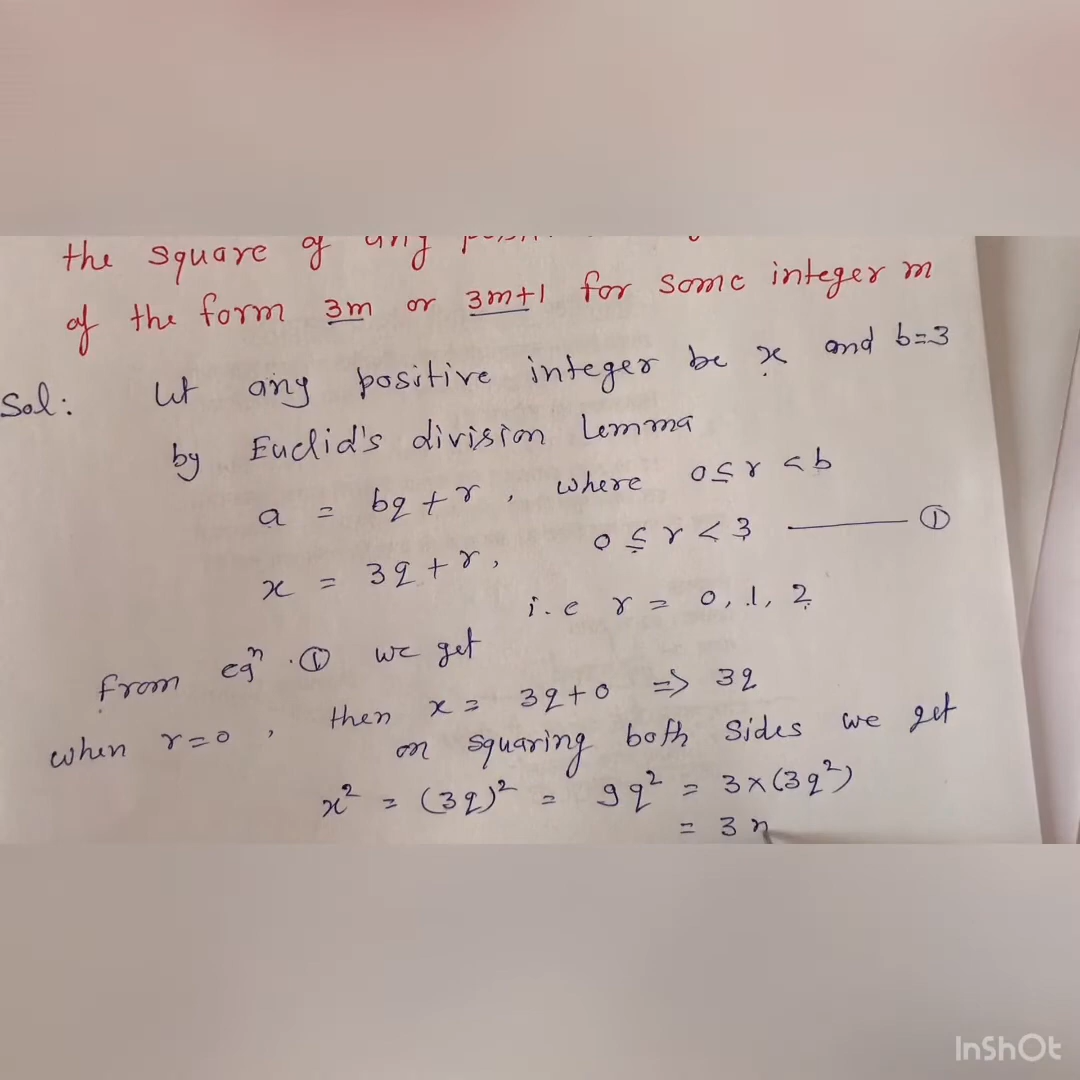 the square of any
of the form 3m or 3m+1 for some integer m
Sol: Let any positive integer be x and b=3
by Euclid's division Lemma
a = bq + r , where 0≤r<b
x = 3q + r, 0≤r<3 ——— ①
i.e r = 0, 1, 2
from eqⁿ ① we get
when r=0 , then x = 3q+0 => 3q
on squaring both sides we get
x² = (3q)² = 9q² = 3×(3q²)
= 3
InShOt